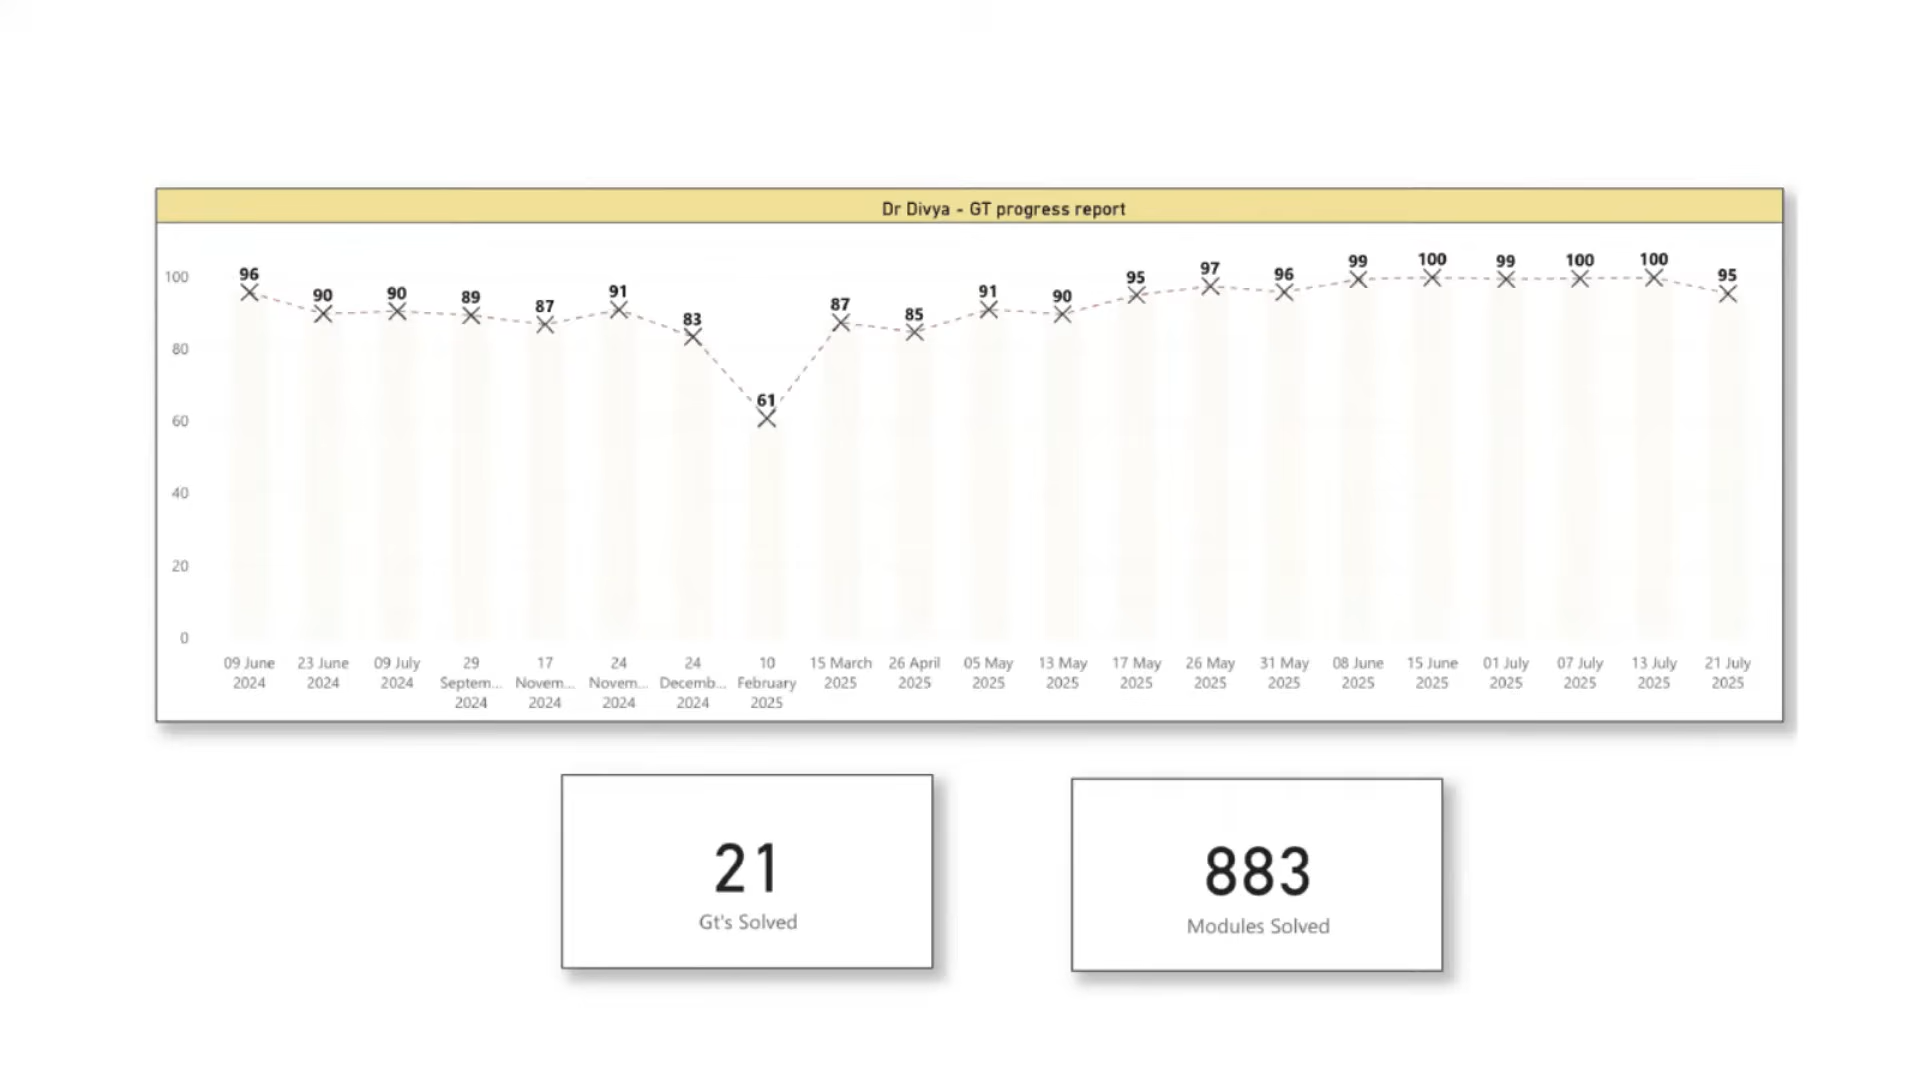 Dr Divya - GT progress report
96 90 90 89 87 91 83 61 87 85 91 90 95 97 96 99 100 99 100 100 95
100
80
60
40
20
0
09 June 2024
23 June 2024
09 July 2024
29 Septem... 2024
17 Novem... 2024
24 Novem... 2024
24 Decemb... 2024
10 February 2025
15 March 2025
26 April 2025
05 May 2025
13 May 2025
17 May 2025
26 May 2025
31 May 2025
08 June 2025
15 June 2025
01 July 2025
07 July 2025
13 July 2025
21 July 2025
21
Gt's Solved
883
Modules Solved